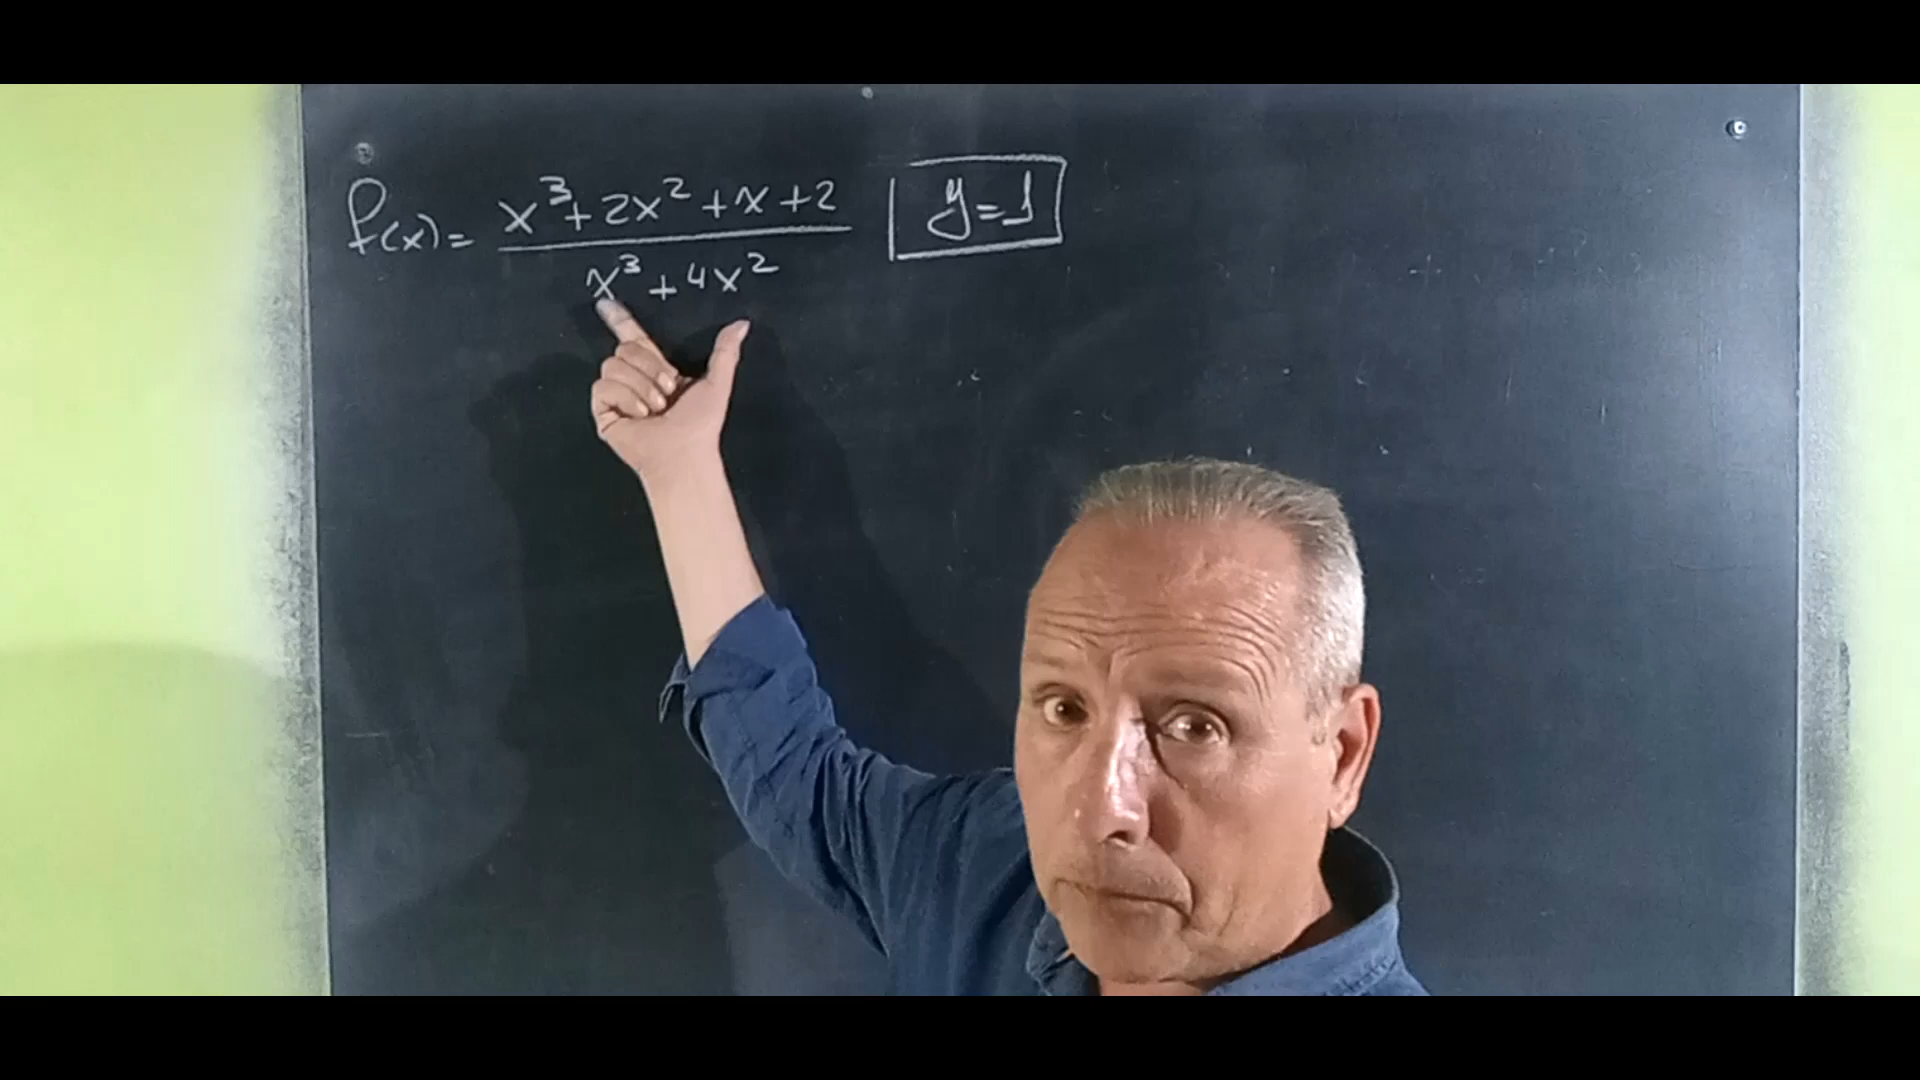 f(x) = (x³ + 2x² + x + 2) / (x³ + 4x²)
y = 1